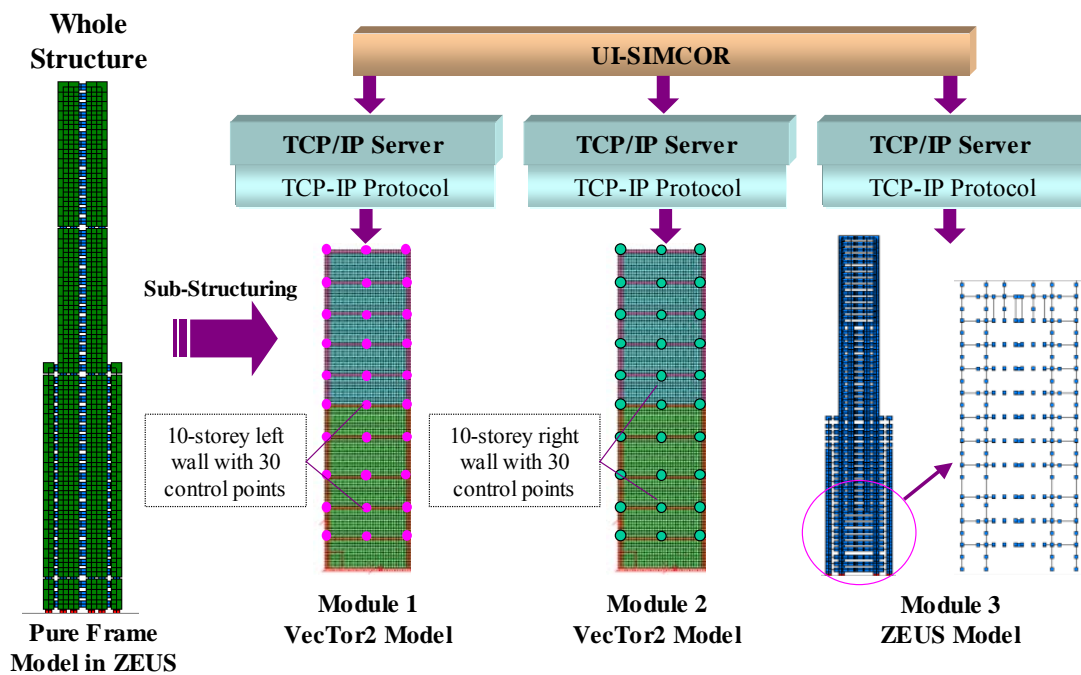 Whole
Structure
UI-SIMCOR
TCP/IP Server
TCP-IP Protocol
TCP/IP Server
TCP-IP Protocol
TCP/IP Server
TCP-IP Protocol
Sub-Structuring
10-storey left
wall with 30
control points
10-storey right
wall with 30
control points
Pure Frame
Model in ZEUS
Module 1
VecTor2 Model
Module 2
VecTor2 Model
Module 3
ZEUS Model